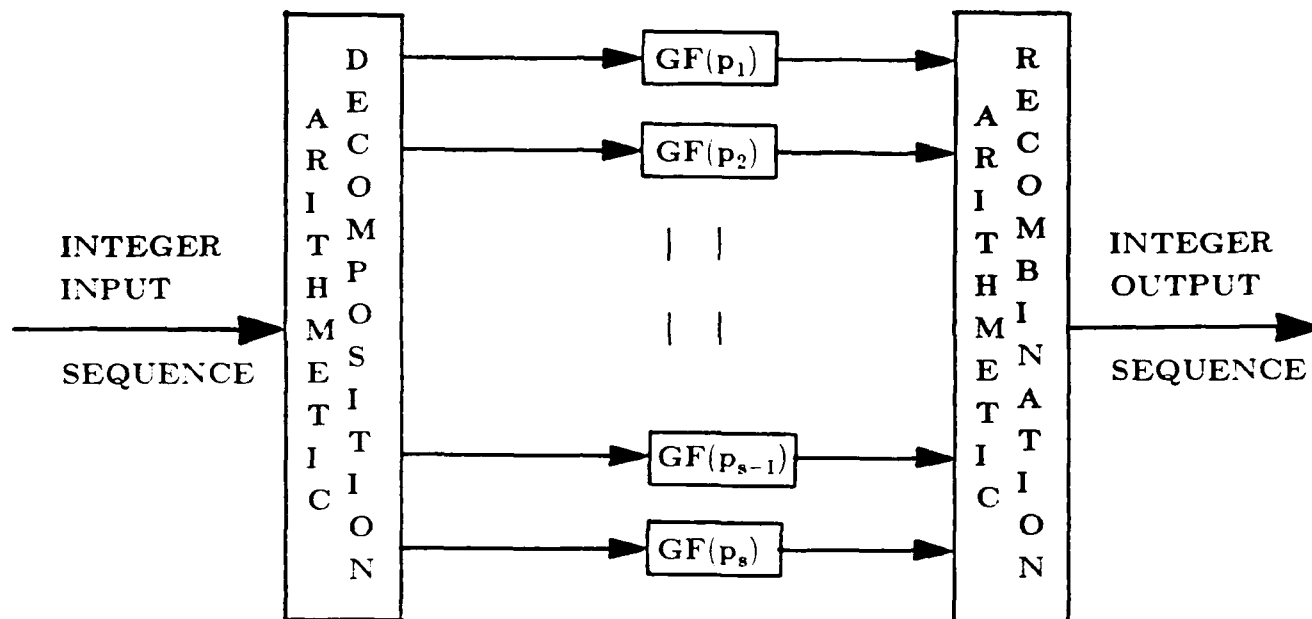 INTEGER
INPUT
SEQUENCE
ARITHMETIC
DECOMPOSITION
GF(p₁)
GF(p₂)
GF(pₛ₋₁)
GF(pₛ)
ARITHMETIC
RECOMBINATION
INTEGER
OUTPUT
SEQUENCE